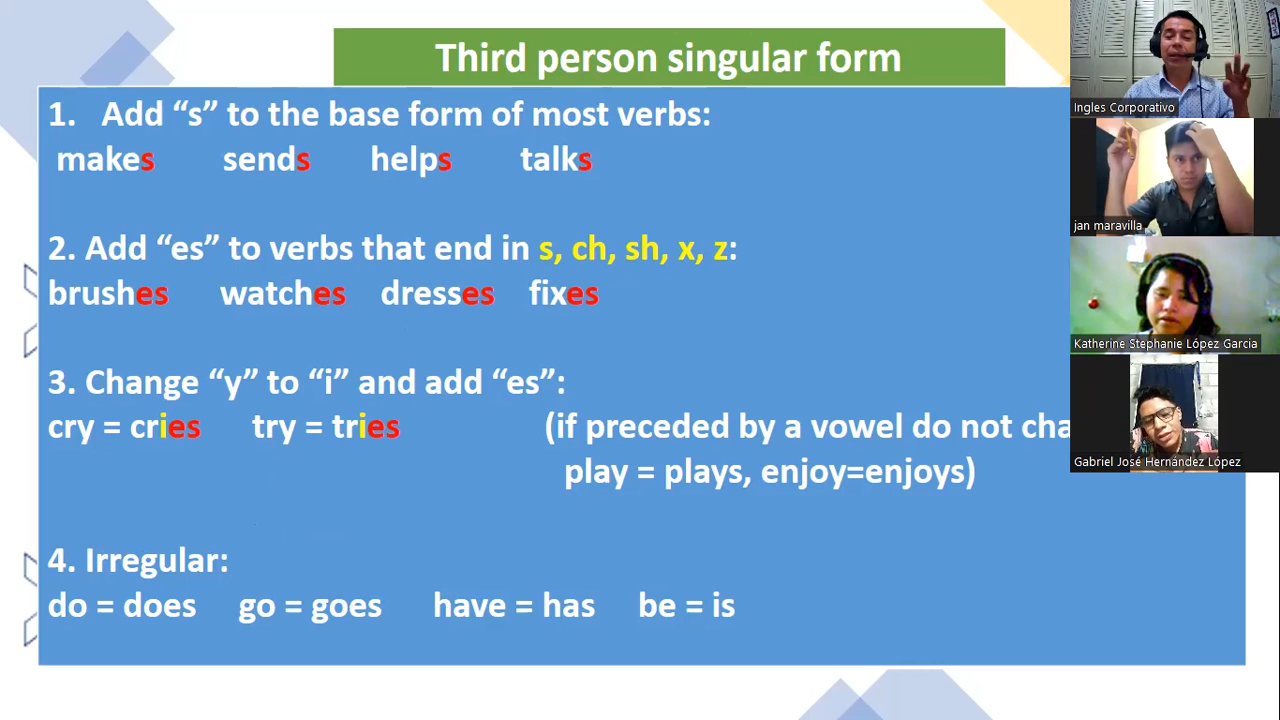 Third person singular form
1. Add “s” to the base form of most verbs:
makes sends helps talks
2. Add “es” to verbs that end in s, ch, sh, x, z:
brushes watches dresses fixes
3. Change “y” to “i” and add “es”:
cry = cries try = tries (if preceded by a vowel do not
play = plays, enjoy=enjoys)
4. Irregular:
do = does go = goes have = has be = is
Ingles Corporativo
jan maravilla
Katherine Stephanie López Garcia
Gabriel José Hernández López